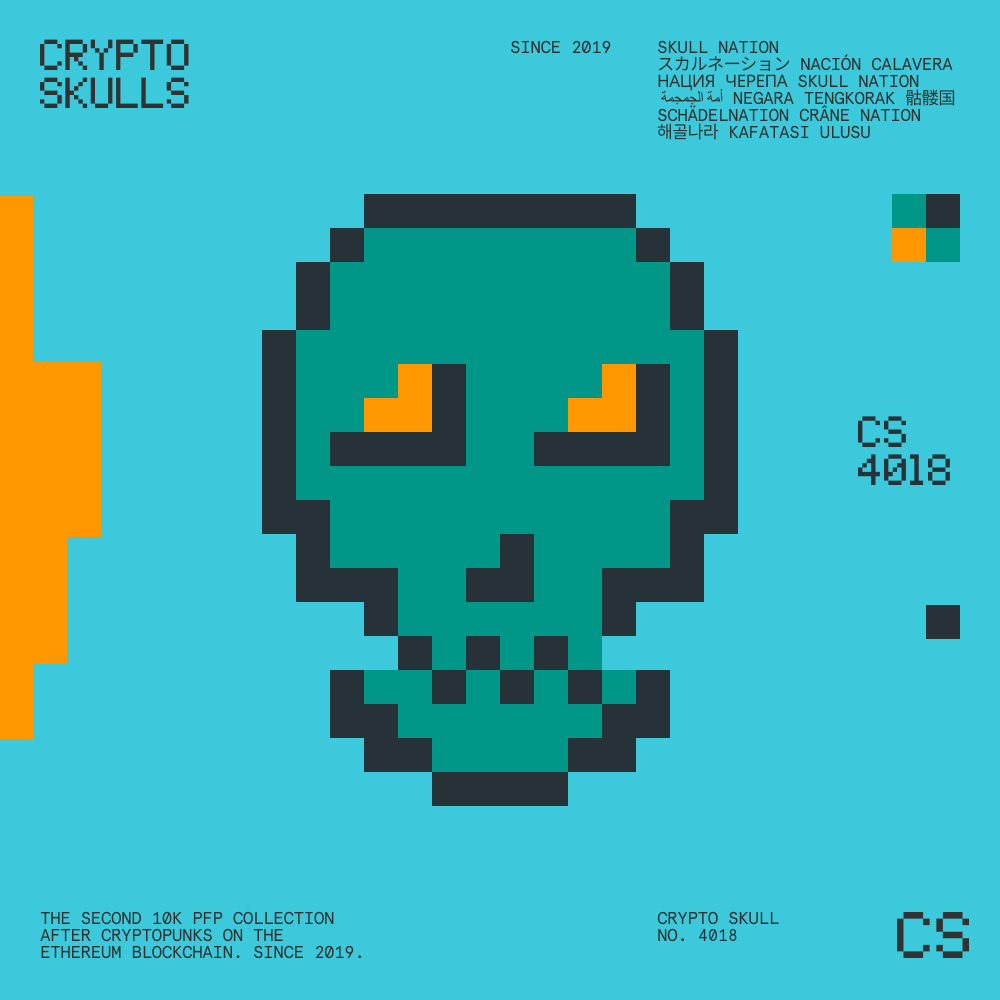 CRYPTO
SKULLS
SINCE 2019
SKULL NATION
スカルネーション NACIÓN CALAVERA
НАЦИЯ ЧЕРЕПА SKULL NATION
أمة الجمجمة NEGARA TENGKORAK 骷髅国
SCHÄDELNATION CRÂNE NATION
해골나라 KAFATASI ULUSU
CS
4018
THE SECOND 10K PFP COLLECTION
AFTER CRYPTOPUNKS ON THE
ETHEREUM BLOCKCHAIN. SINCE 2019.
CRYPTO SKULL
NO. 4018
CS